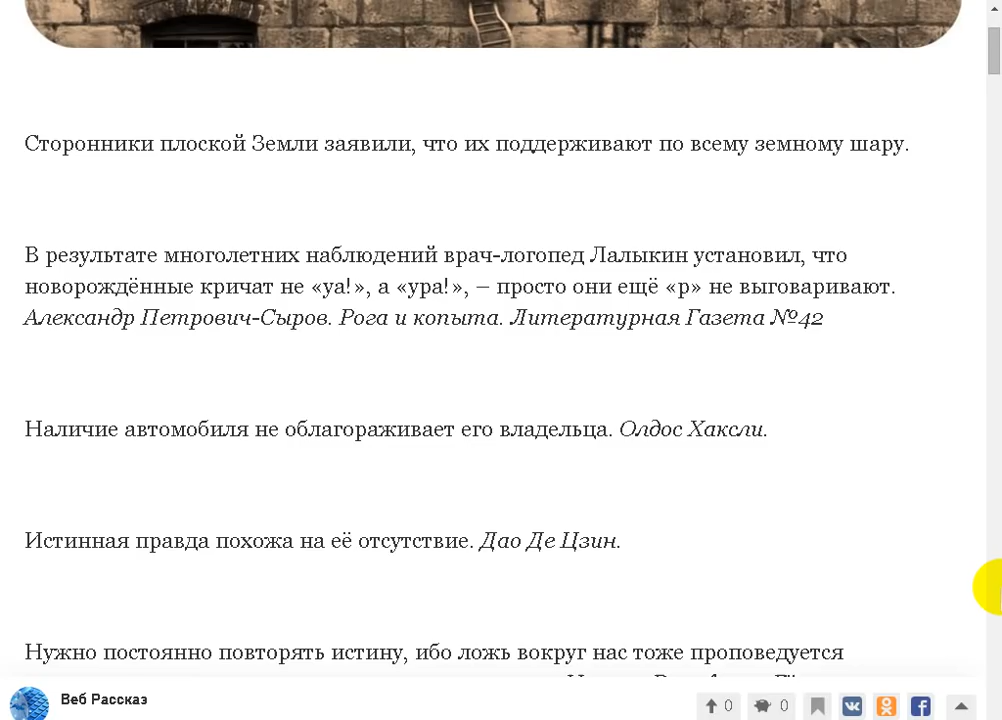 Сторонники плоской Земли заявили, что их поддерживают по всему земному шару.
В результате многолетних наблюдений врач-логопед Лалыкин установил, что
новорождённые кричат не «уа!», а «ура!», – просто они ещё «р» не выговаривают.
Александр Петрович-Сыров. Рога и копыта. Литературная Газета №42
Наличие автомобиля не облагораживает его владельца. Олдос Хаксли.
Истинная правда похожа на её отсутствие. Дао Де Цзин.
Нужно постоянно повторять истину, ибо ложь вокруг нас тоже проповедуется
Веб Рассказ
0
0